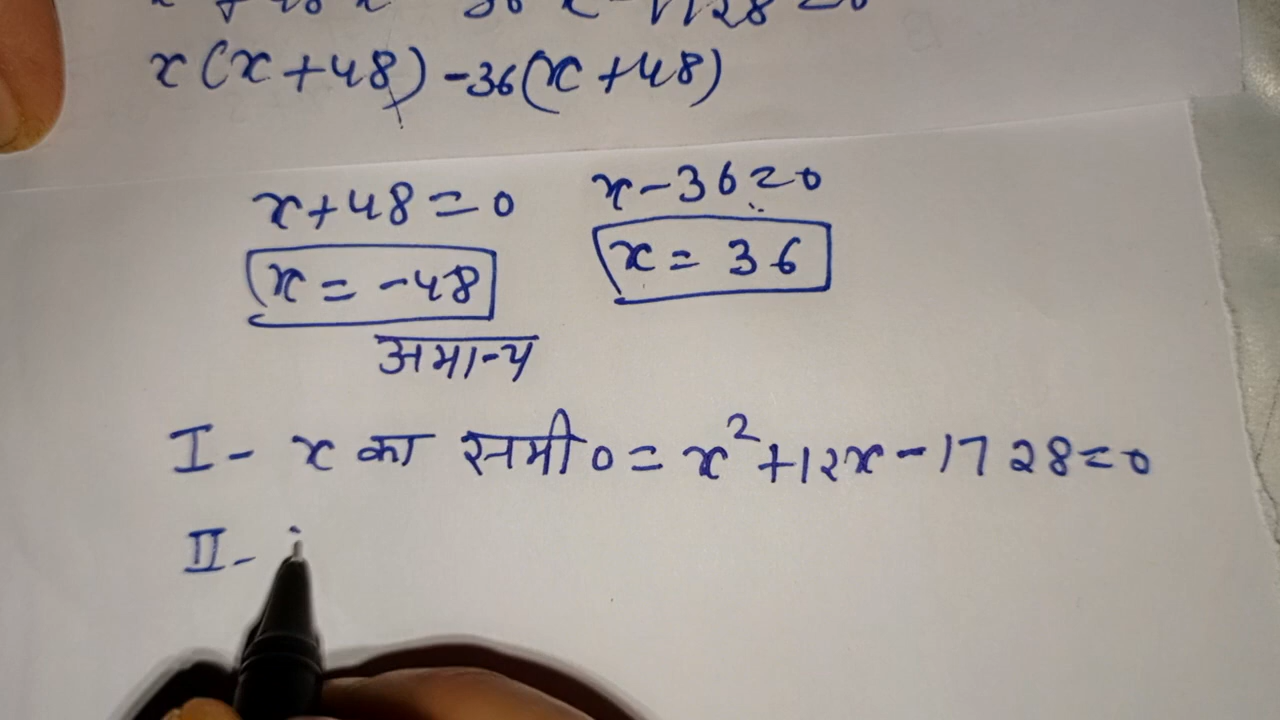 x(x+48)-36(x+48)
x+48=0 x-36=0
x=-48 x=36
अमान्य
I- x का समी०=x²+12x-1728=0
II-